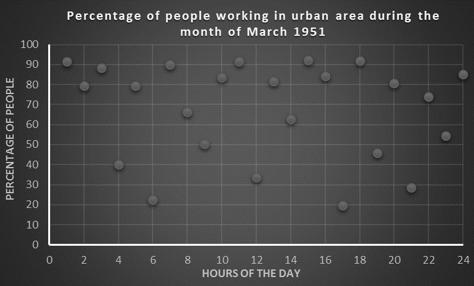 Percentage of people working in urban area during the
month of March 1951
PERCENTAGE OF PEOPLE
100
90
80
70
60
50
40
30
20
10
0
0 2 4 6 8 10 12 14 16 18 20 22 24
HOURS OF THE DAY